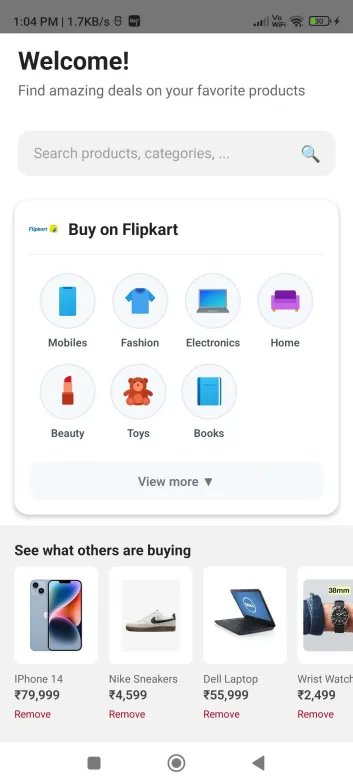 1:04 PM | 1.7KB/s
Vo
WiFi
30
Welcome!
Find amazing deals on your favorite products
Search products, categories, ...
Flipkart
Buy on Flipkart
Mobiles
Fashion
Electronics
Home
Beauty
Toys
Books
View more ▼
See what others are buying
DELL
38mm
IPhone 14
Nike Sneakers
Dell Laptop
Wrist Watch
₹79,999
₹4,599
₹55,999
₹2,499
Remove
Remove
Remove
Remove